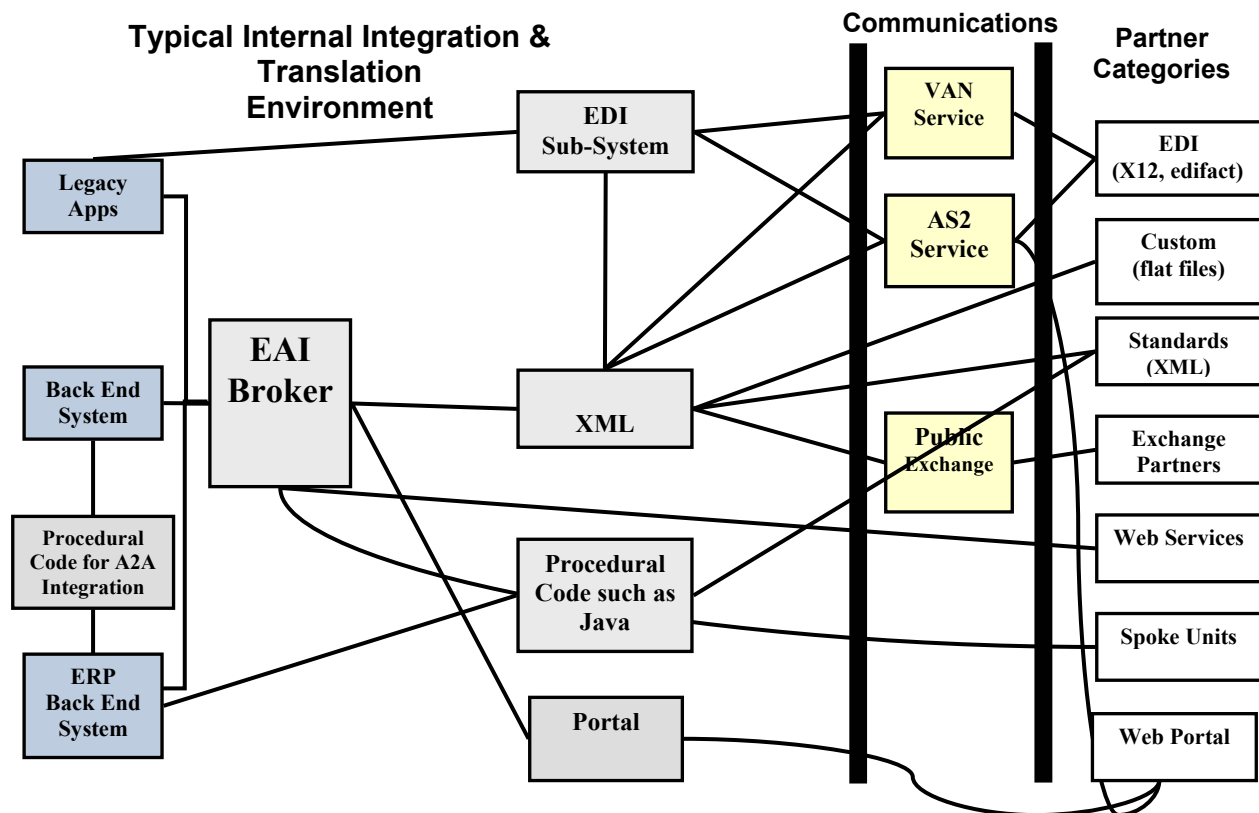 Typical Internal Integration &
Translation
Environment
Communications
Partner
Categories
Legacy
Apps
Back End
System
Procedural
Code for A2A
Integration
ERP
Back End
System
EAI
Broker
EDI
Sub-System
XML
Procedural
Code such as
Java
Portal
VAN
Service
AS2
Service
Public
Exchange
EDI
(X12, edifact)
Custom
(flat files)
Standards
(XML)
Exchange
Partners
Web Services
Spoke Units
Web Portal